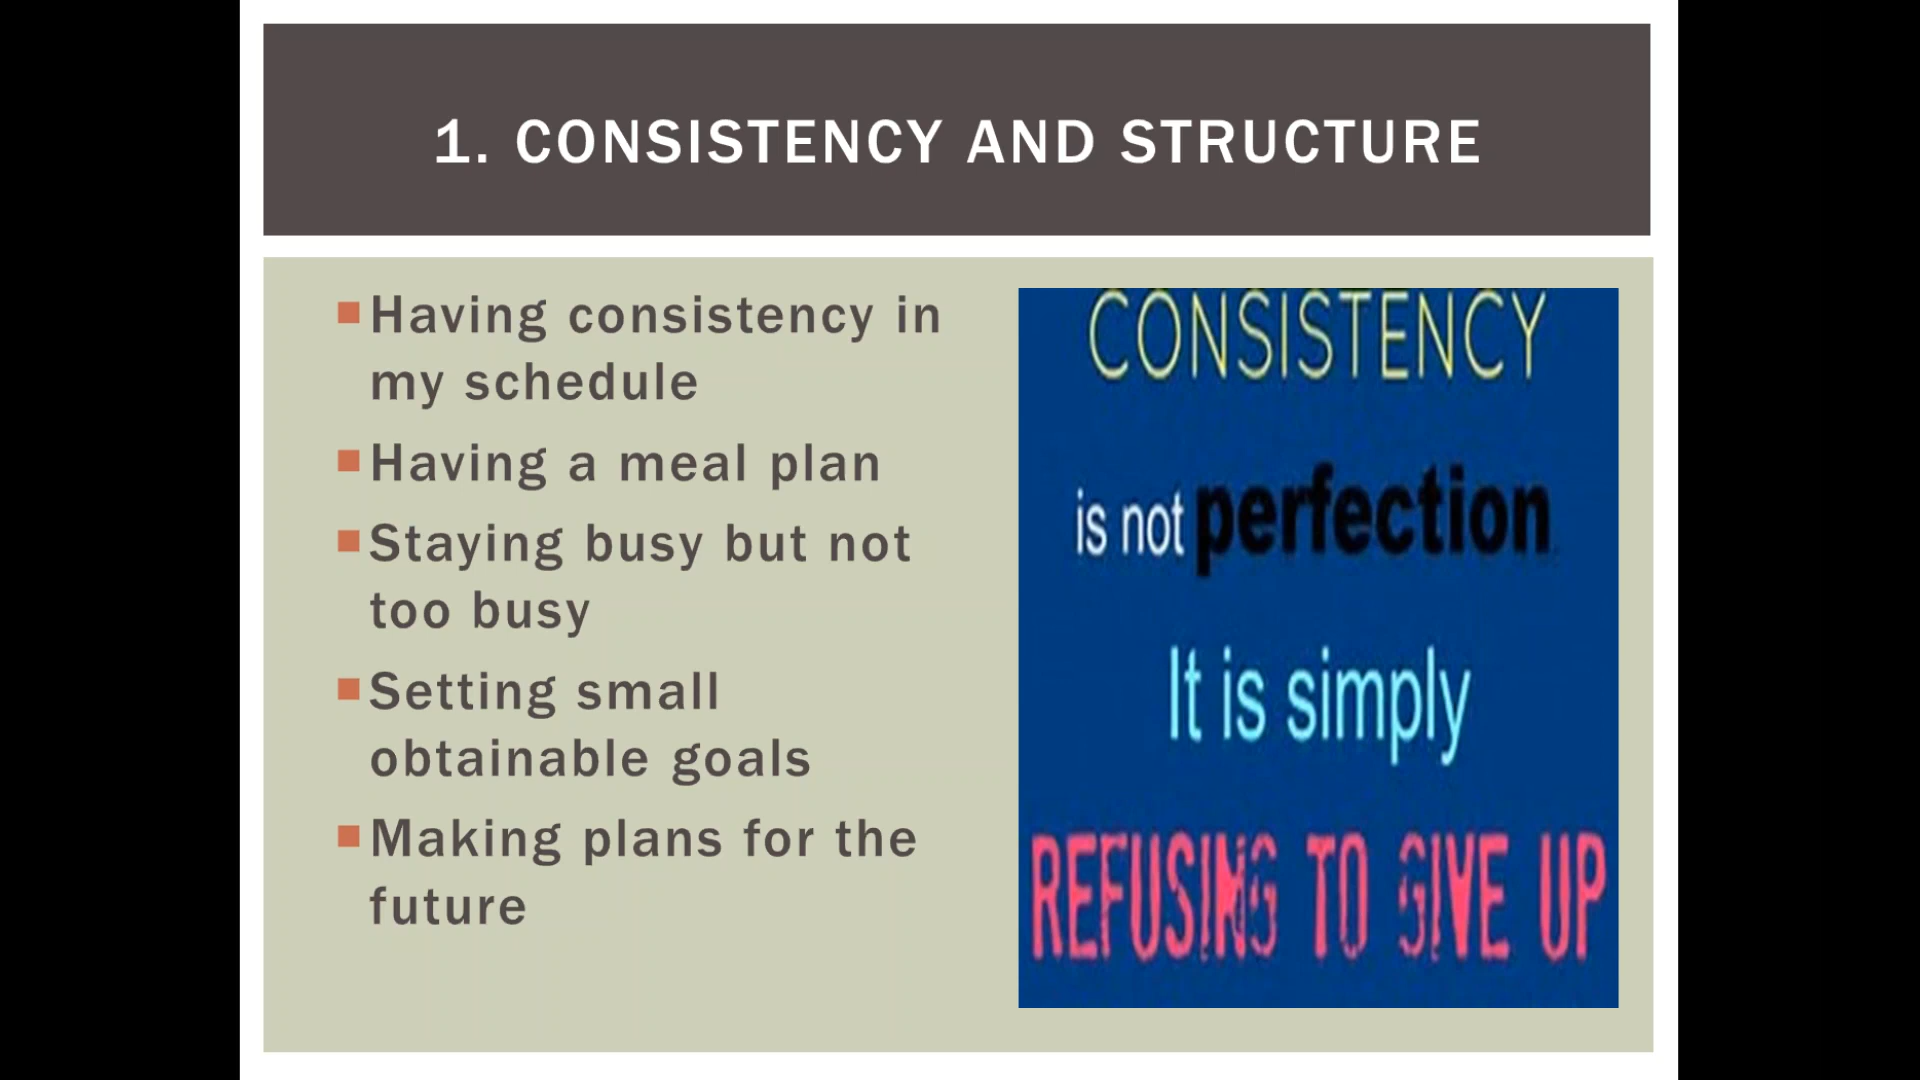 1. CONSISTENCY AND STRUCTURE
Having consistency in
my schedule
Having a meal plan
Staying busy but not
too busy
Setting small
obtainable goals
Making plans for the
future
CONSISTENCY
is not perfection
It is simply
REFUSING TO GIVE UP